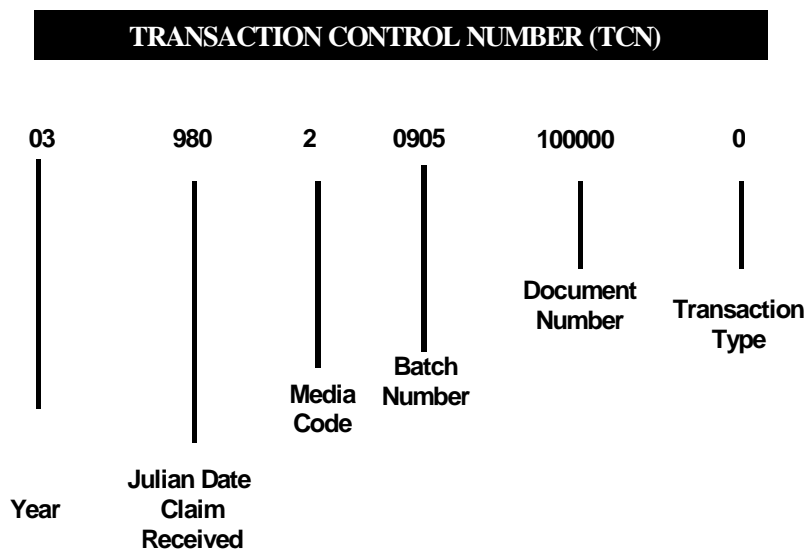 TRANSACTION CONTROL NUMBER (TCN)
03 980 2 0905 100000 0
Document
Number
Transaction
Type
Batch
Number
Media
Code
Julian Date
Claim
Received
Year